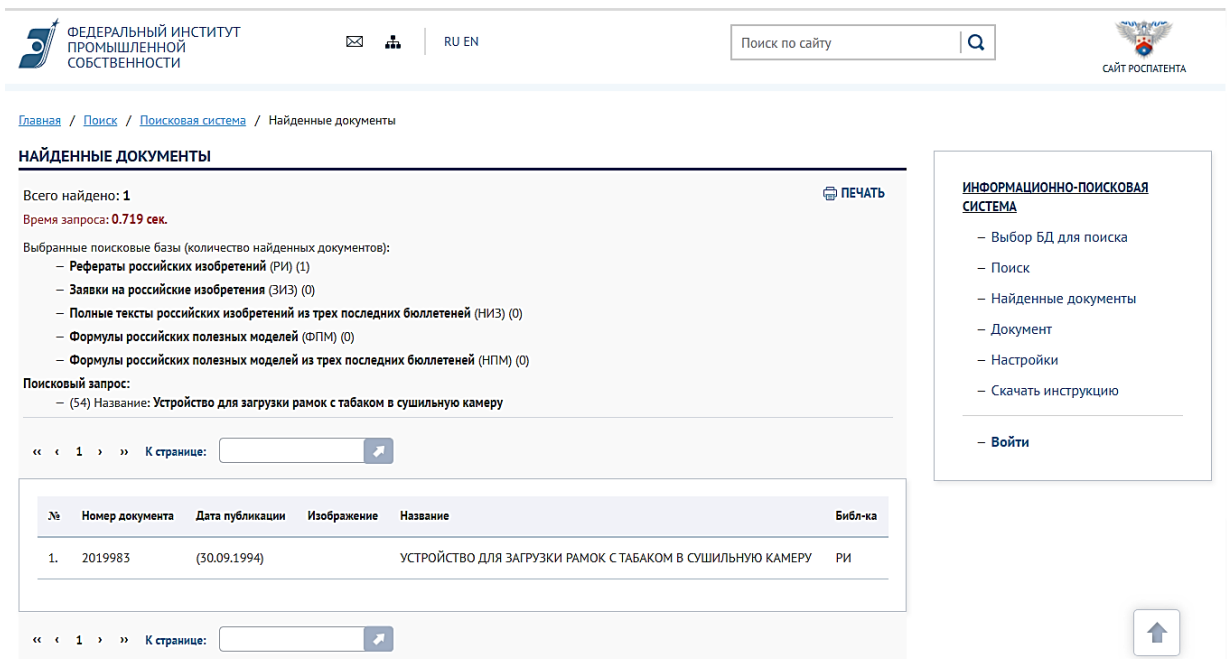 ФЕДЕРАЛЬНЫЙ ИНСТИТУТ
ПРОМЫШЛЕННОЙ
СОБСТВЕННОСТИ
RU EN
Поиск по сайту
САЙТ РОСПАТЕНТА
Главная / Поиск / Поисковая система / Найденные документы
НАЙДЕННЫЕ ДОКУМЕНТЫ
Всего найдено: 1
ПЕЧАТЬ
Время запроса: 0.719 сек.
Выбранные поисковые базы (количество найденных документов):
– Рефераты российских изобретений (РИ) (1)
– Заявки на российские изобретения (ЗИЗ) (0)
– Полные тексты российских изобретений из трех последних бюллетеней (НИЗ) (0)
– Формулы российских полезных моделей (ФПМ) (0)
– Формулы российских полезных моделей из трех последних бюллетеней (НПМ) (0)
Поисковый запрос:
– (54) Название: Устройство для загрузки рамок с табаком в сушильную камеру
‹‹ ‹ 1 › ›› К странице:
№ Номер документа Дата публикации Изображение Название Библ-ка
1. 2019983 (30.09.1994) УСТРОЙСТВО ДЛЯ ЗАГРУЗКИ РАМОК С ТАБАКОМ В СУШИЛЬНУЮ КАМЕРУ РИ
‹‹ ‹ 1 › ›› К странице:
ИНФОРМАЦИОННО-ПОИСКОВАЯ
СИСТЕМА
– Выбор БД для поиска
– Поиск
– Найденные документы
– Документ
– Настройки
– Скачать инструкцию
– Войти